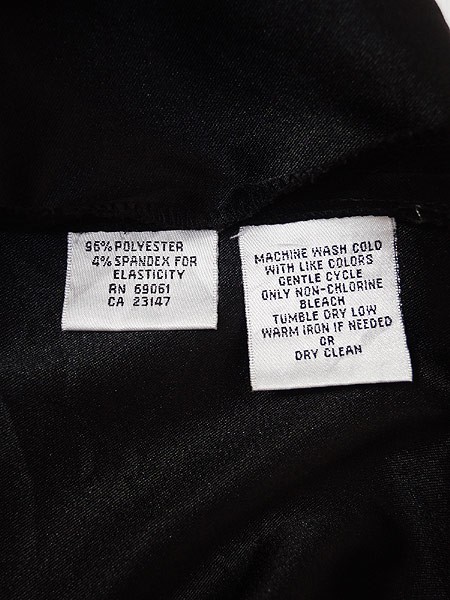 96% POLYESTER
4% SPANDEX FOR
ELASTICITY
RN 69061
CA 23147
MACHINE WASH COLD
WITH LIKE COLORS
GENTLE CYCLE
ONLY NON-CHLORINE
BLEACH
TUMBLE DRY LOW
WARM IRON IF NEEDED
OR
DRY CLEAN